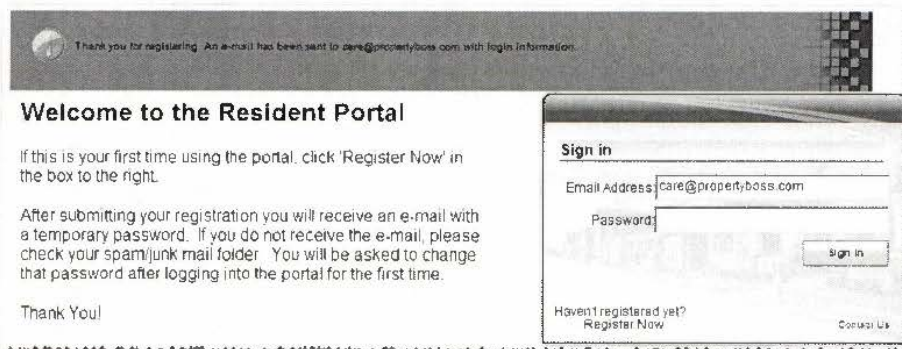 Thank you for registering. An e-mail has been sent to care@propertyboss.com with login information.
Welcome to the Resident Portal
If this is your first time using the portal, click 'Register Now' in
the box to the right.
After submitting your registration you will receive an e-mail with
a temporary password. If you do not receive the e-mail, please
check your spam/junk mail folder. You will be asked to change
that password after logging into the portal for the first time.
Thank You!
Sign in
Email Address: care@propertyboss.com
Password:
sign in
Haven't registered yet?
Register Now
Contact Us